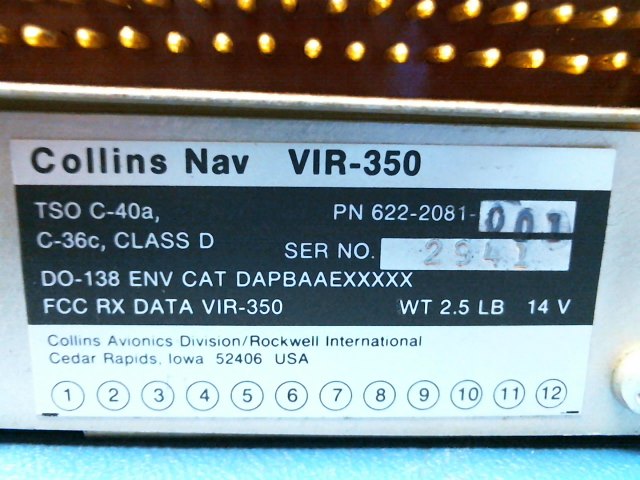 Collins Nav VIR-350
TSO C-40a, PN 622-2081-001
C-36c, CLASS D SER NO. 2941
DO-138 ENV CAT DAPBAAEXXXXX
FCC RX DATA VIR-350 WT 2.5 LB 14 V
Collins Avionics Division/Rockwell International
Cedar Rapids, Iowa 52406 USA
1 2 3 4 5 6 7 8 9 10 11 12